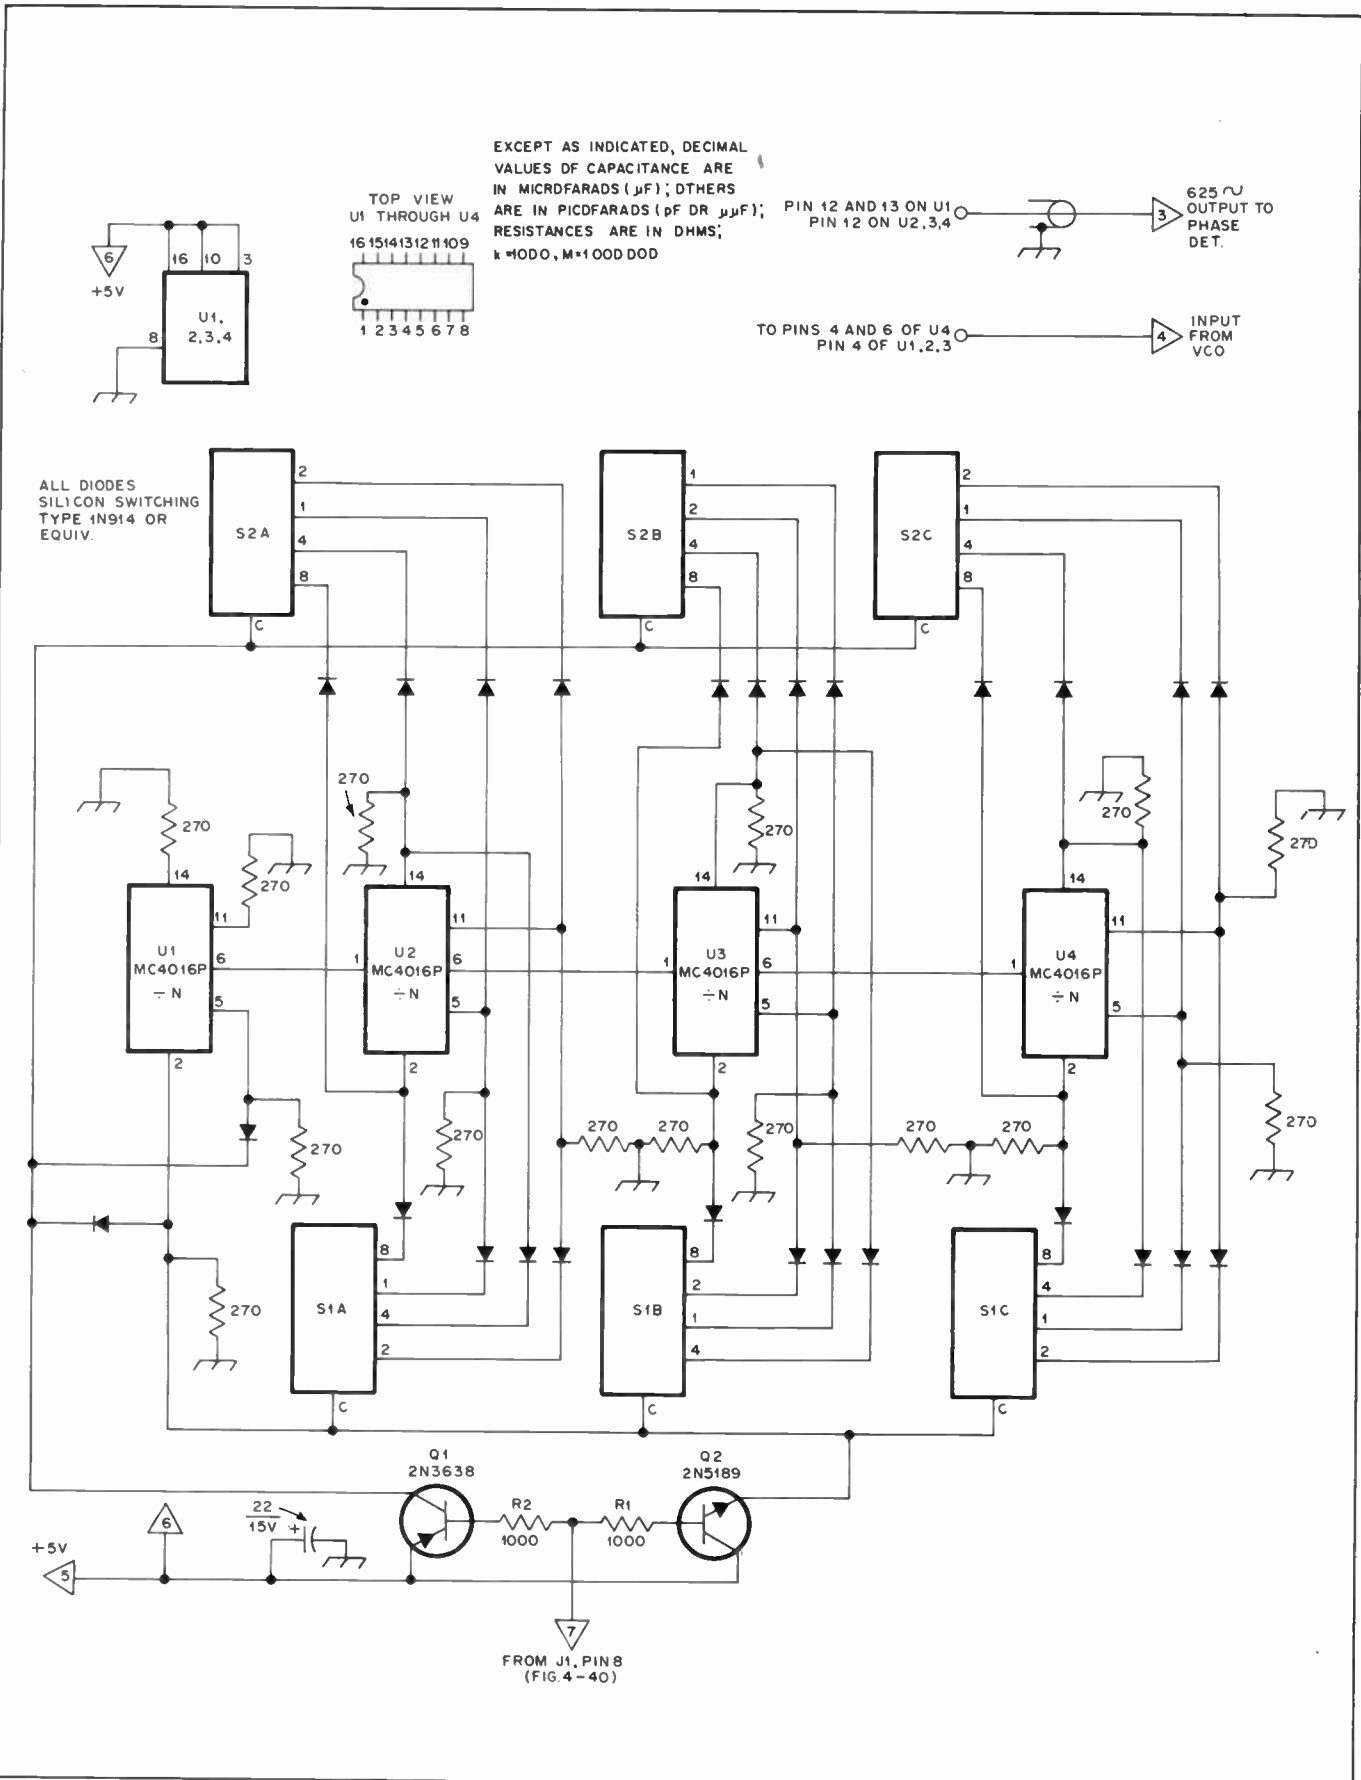 EXCEPT AS INDICATED, DECIMAL
VALUES DF CAPACITANCE ARE
IN MICRDFARADS (µF); DTHERS
ARE IN PICDFARADS (pF DR µµF);
RESISTANCES ARE IN DHMS;
k=10D0, M=1 00D D0D
TOP VIEW
U1 THROUGH U4
16 15 14 13 12 11 10 9
1 2 3 4 5 6 7 8
6
+5V
16
10
3
8
U1,
2,3,4
PIN 12 AND 13 ON U1
PIN 12 ON U2,3,4
3
625 ∿
OUTPUT TO
PHASE
DET.
TO PINS 4 AND 6 OF U4
PIN 4 OF U1,2,3
4
INPUT
FROM
VCO
ALL DIODES
SILICON SWITCHING
TYPE 1N914 OR
EQUIV.
S2A
2
1
4
8
C
S2B
1
2
4
8
C
S2C
2
1
4
8
C
270
270
270
270
270
270
14
11
6
5
2
U1
MC4016P
÷N
14
1
11
6
5
2
U2
MC4016P
÷N
14
1
11
6
5
2
U3
MC4016P
÷N
14
1
11
5
2
U4
MC4016P
÷N
270
270
270
270
270
270
270
270
270
S1A
8
1
4
2
C
S1B
8
2
1
4
C
S1C
8
4
1
2
C
Q1
2N3638
Q2
2N5189
R2
1000
R1
1000
22
15V
+
6
+5V
5
7
FROM J1, PIN 8
(FIG. 4-40)